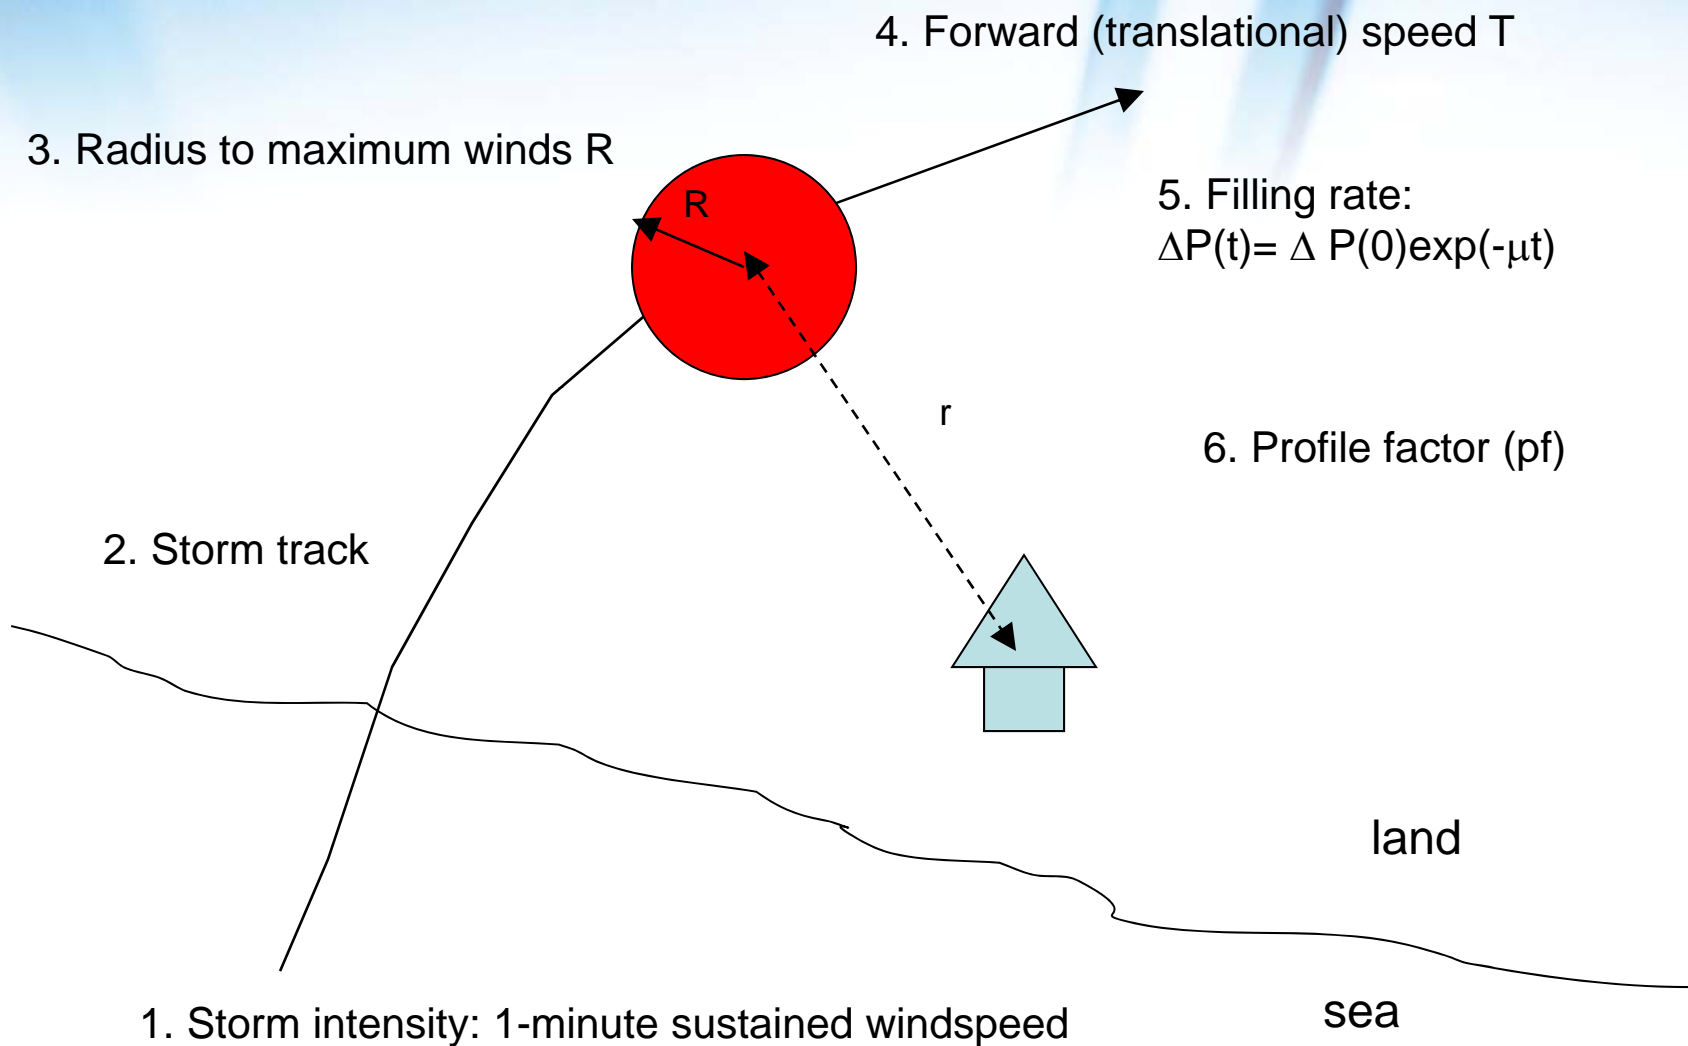 4. Forward (translational) speed T
3. Radius to maximum winds R
R
5. Filling rate:
ΔP(t)= Δ P(0)exp(-μt)
r
6. Profile factor (pf)
2. Storm track
land
sea
1. Storm intensity: 1-minute sustained windspeed